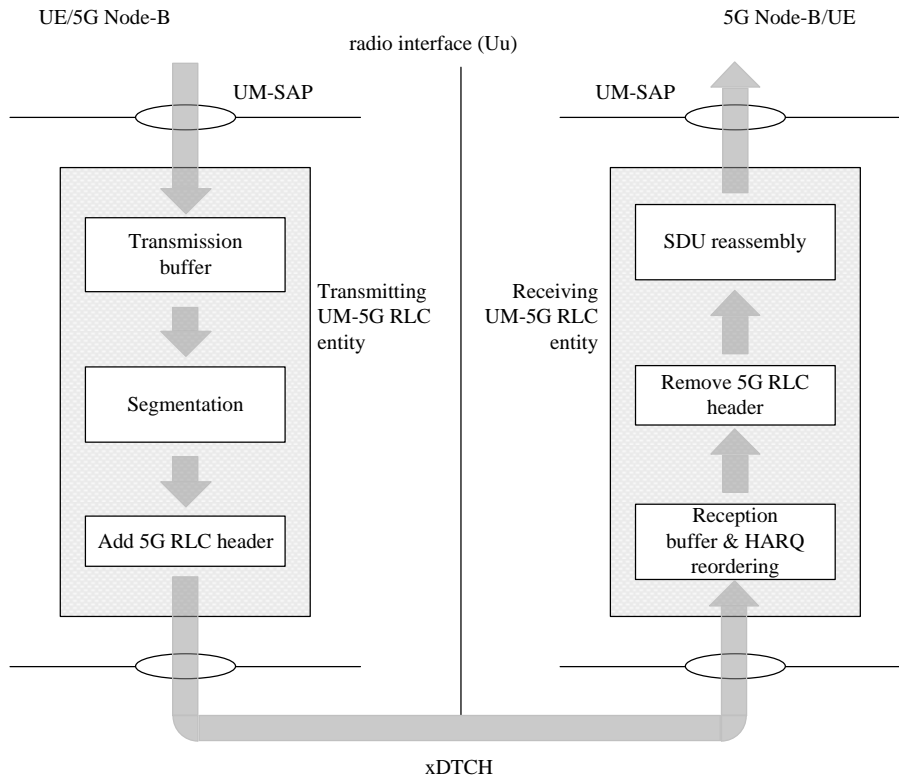 UE/5G Node-B
5G Node-B/UE
radio interface (Uu)
UM-SAP
UM-SAP
Transmission
buffer
Segmentation
Add 5G RLC header
Transmitting
UM-5G RLC
entity
Receiving
UM-5G RLC
entity
SDU reassembly
Remove 5G RLC
header
Reception
buffer & HARQ
reordering
xDTCH